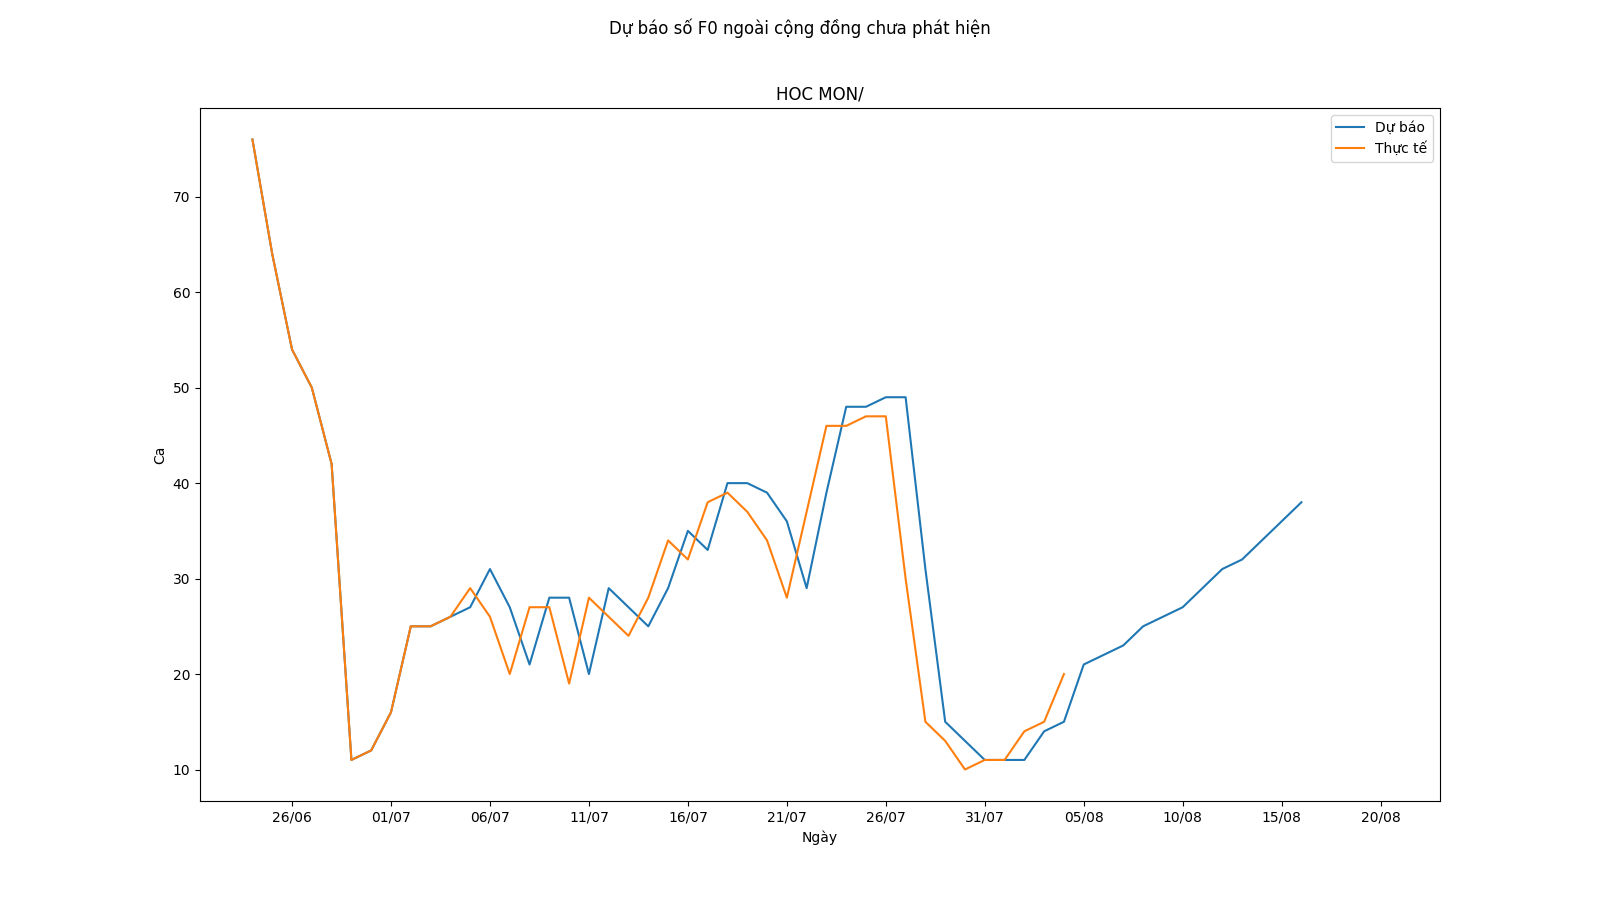 Dự báo số F0 ngoài cộng đồng chưa phát hiện
HOC MON/
Dự báo
Thực tế
70
60
50
40
30
20
10
Ca
26/06 01/07 06/07 11/07 16/07 21/07 26/07 31/07 05/08 10/08 15/08 20/08
Ngày